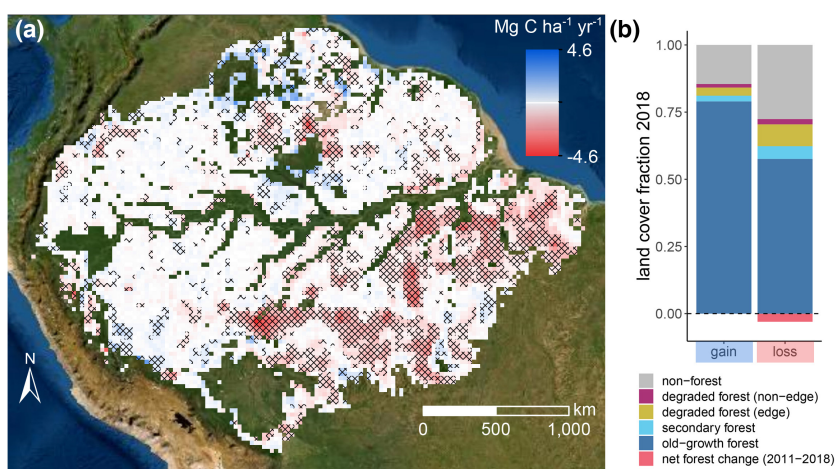 (a)
Mg C ha⁻¹ yr⁻¹
4.6
-4.6
N
km
0 500 1,000
(b)
land cover fraction 2018
1.00
0.75
0.50
0.25
0.00
gain loss
non-forest
degraded forest (non-edge)
degraded forest (edge)
secondary forest
old-growth forest
net forest change (2011-2018)